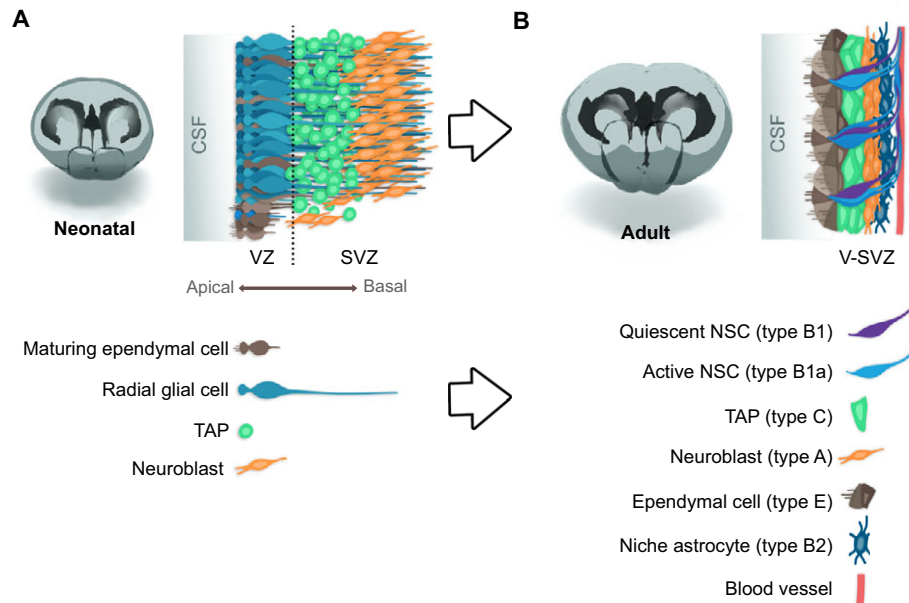 A
CSF
Neonatal
VZ
SVZ
Apical
Basal
Maturing ependymal cell
Radial glial cell
TAP
Neuroblast
B
CSF
Adult
V-SVZ
Quiescent NSC (type B1)
Active NSC (type B1a)
TAP (type C)
Neuroblast (type A)
Ependymal cell (type E)
Niche astrocyte (type B2)
Blood vessel